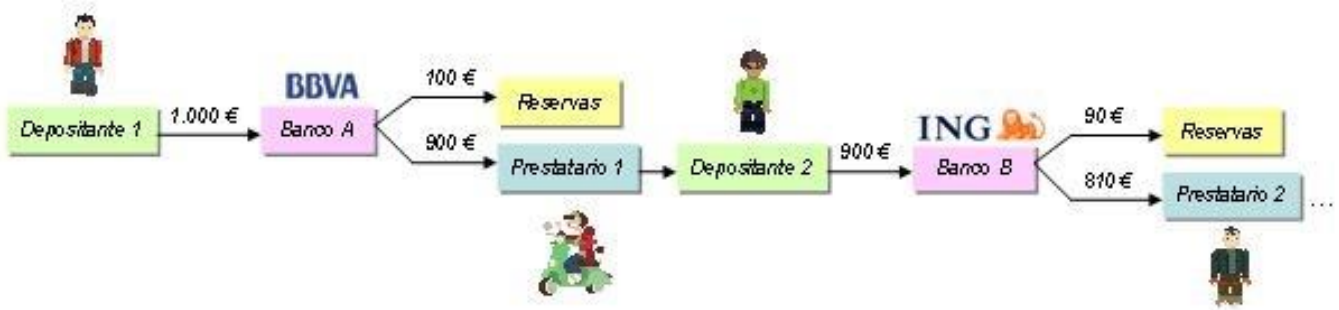 Depositante 1
1.000 €
BBVA
Banco A
100 €
Reservas
900 €
Prestatario 1
Depositante 2
900 €
ING
Banco B
90 €
Reservas
810 €
Prestatario 2
...